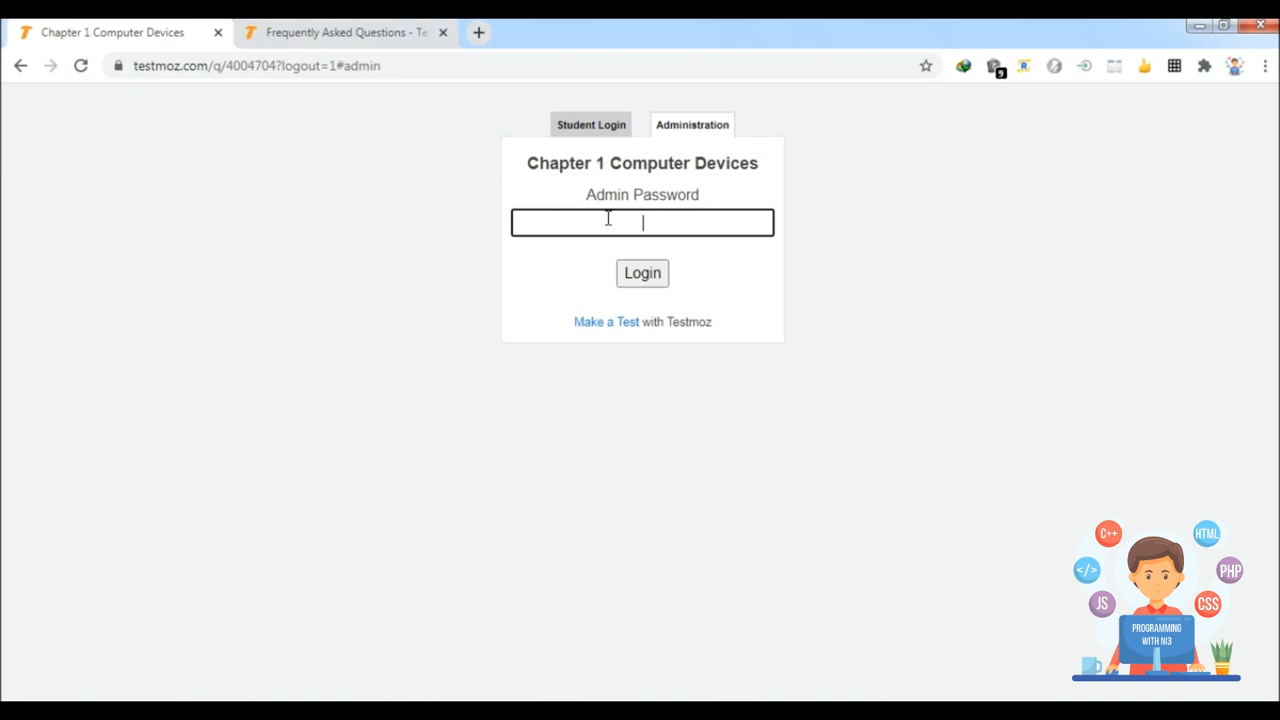 Chapter 1 Computer Devices
Frequently Asked Questions - Te
testmoz.com/q/4004704?logout=1#admin
9
R
Student Login
Administration
Chapter 1 Computer Devices
Admin Password
Login
Make a Test with Testmoz
C++
HTML
</>
PHP
JS
CSS
PROGRAMMING
WITH NI3